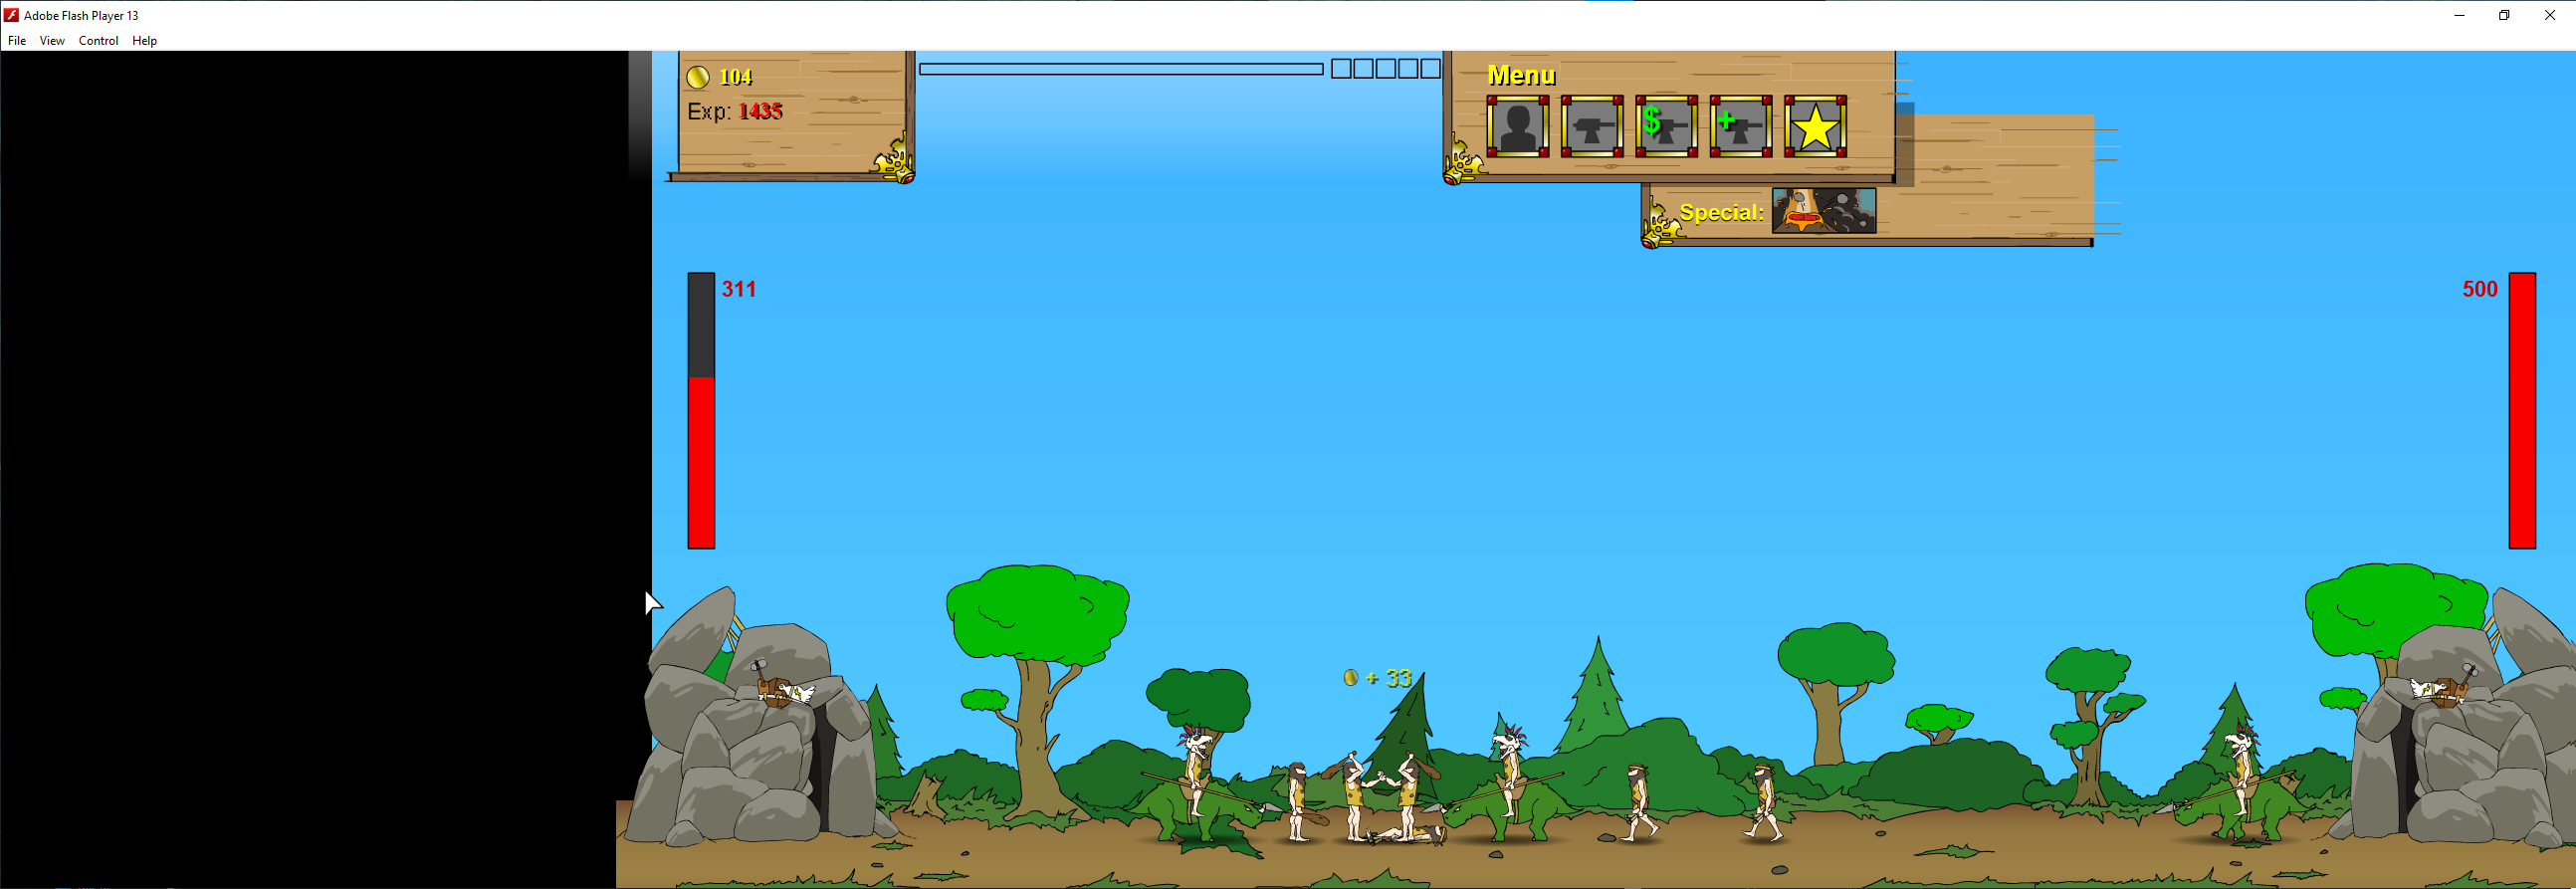 Adobe Flash Player 13
File View Control Help
104
Exp: 1435
Menu
$
+
Special:
311
500
+ 33